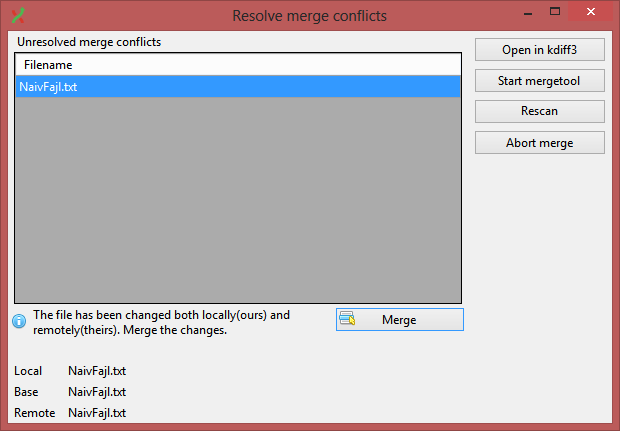 Resolve merge conflicts
Unresolved merge conflicts
Filename
NaivFajl.txt
Open in kdiff3
Start mergetool
Rescan
Abort merge
The file has been changed both locally(ours) and
remotely(theirs). Merge the changes.
Merge
Local NaivFajl.txt
Base NaivFajl.txt
Remote NaivFajl.txt